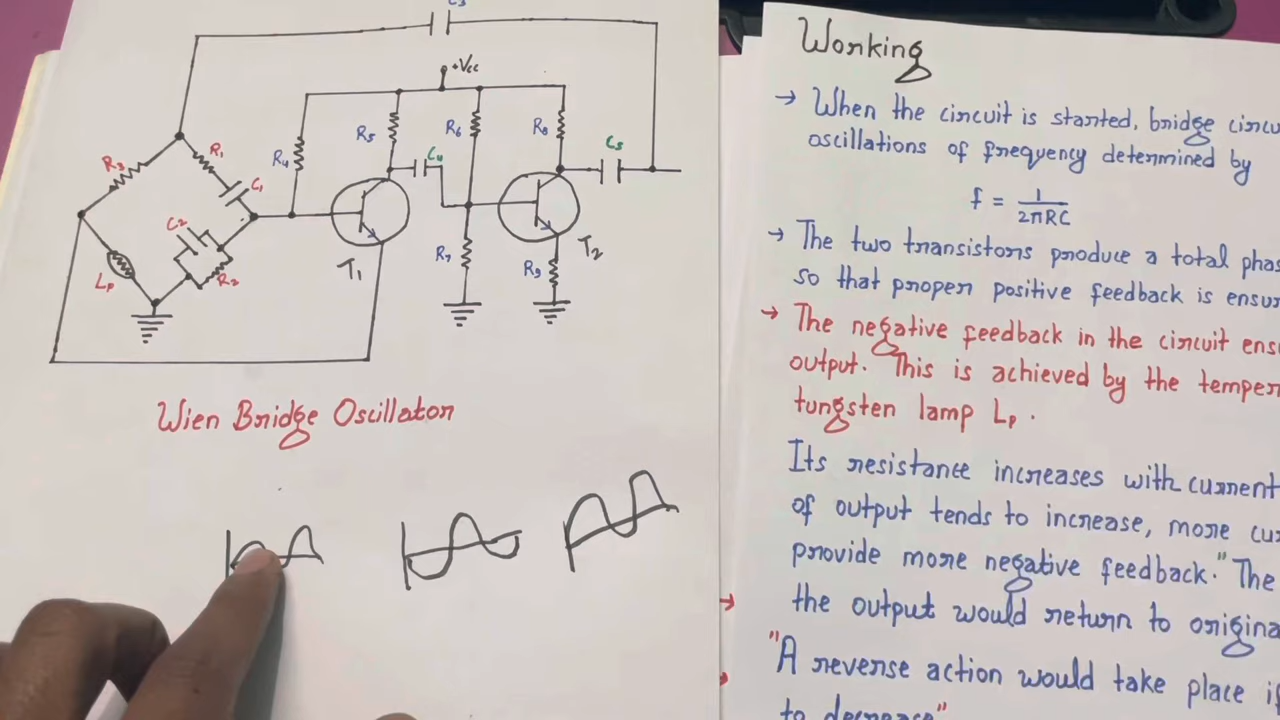 C3
+Vcc
R3
R1
C1
R4
R5
C4
R6
R8
C5
C2
R2
Lp
T1
R7
R9
T2
Wien Bridge Oscillator
Working
→ When the circuit is started, bridge circu
oscillations of frequency determined by
f = 1/2πRC
→ The two transistors produce a total phas
so that proper positive feedback is ensur
→ The negative feedback in the circuit ens
output. This is achieved by the temper
tungsten lamp Lp.
Its resistance increases with current
of output tends to increase, more cu
provide more negative feedback." The
→ the output would return to origina
→ "A reverse action would take place if
to decrease"